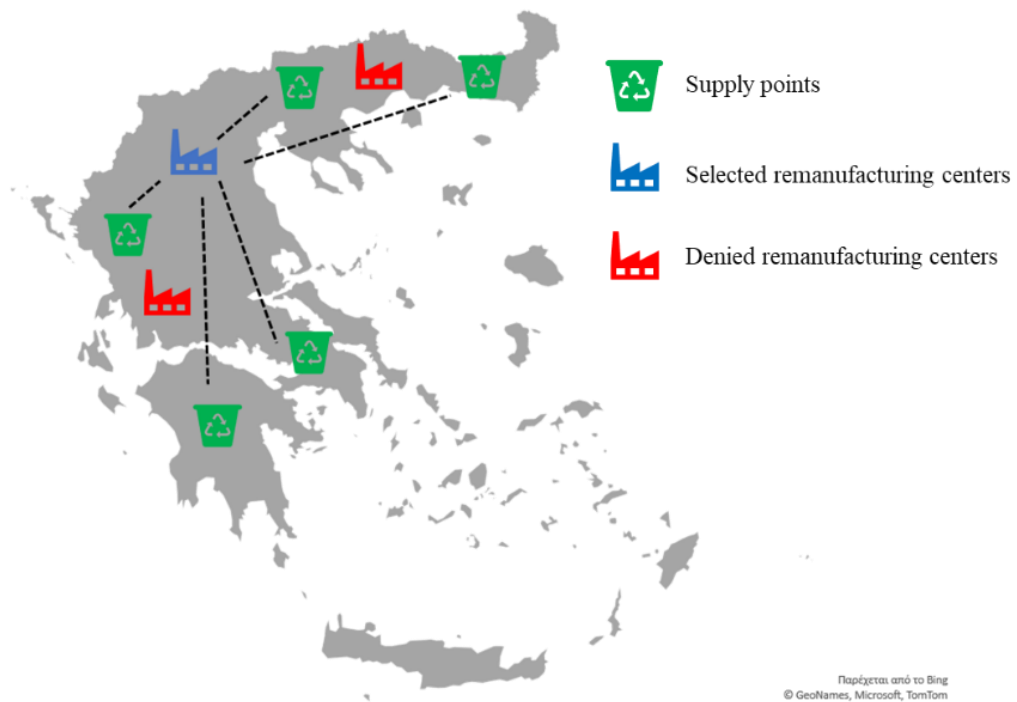 Supply points
Selected remanufacturing centers
Denied remanufacturing centers
Παρέχεται από το Bing
© GeoNames, Microsoft, TomTom